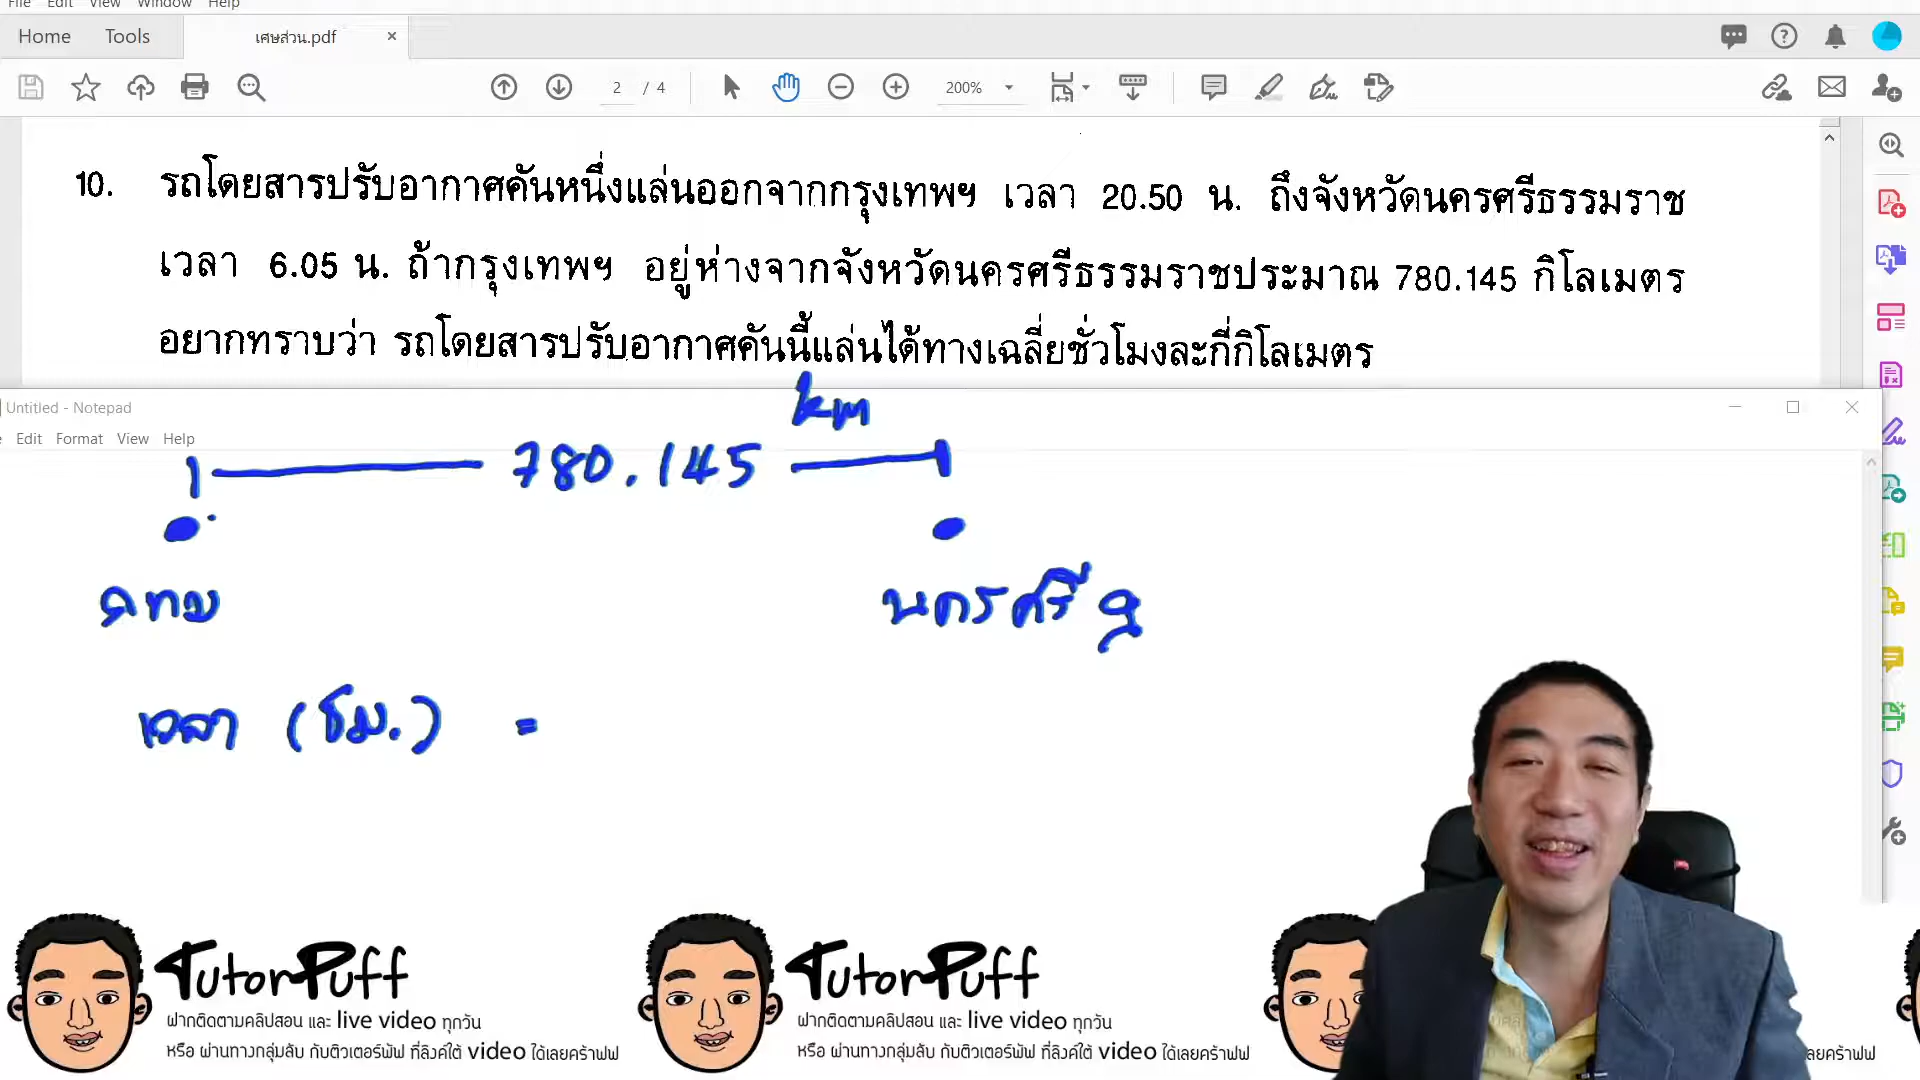 File Edit View Window Help
Home Tools เศษส่วน.pdf ×
2 / 4 200%
10. รถโดยสารปรับอากาศคันหนึ่งแล่นออกจากกรุงเทพฯ เวลา 20.50 น. ถึงจังหวัดนครศรีธรรมราช
เวลา 6.05 น. ถ้ากรุงเทพฯ อยู่ห่างจากจังหวัดนครศรีธรรมราชประมาณ 780.145 กิโลเมตร
อยากทราบว่า รถโดยสารปรับอากาศคันนี้แล่นได้ทางเฉลี่ยชั่วโมงละกี่กิโลเมตร
Untitled - Notepad
Edit Format View Help
km
780.145
กทม นครศรี ฯ
เวลา (ชม.) =
TutorPuff TutorPuff
ฝากติดตามคลิปสอน และ live video ทุกวัน ฝากติดตามคลิปสอน และ live video ทุกวัน
หรือ ผ่านทางกลุ่มลับ กับติวเตอร์พัฟ ที่ลิงค์ใต้ video ได้เลยคร้าฟฟ หรือ ผ่านทางกลุ่มลับ กับติวเตอร์พัฟ ที่ลิงค์ใต้ video ได้เลยคร้าฟฟ ลยคร้าฟฟ